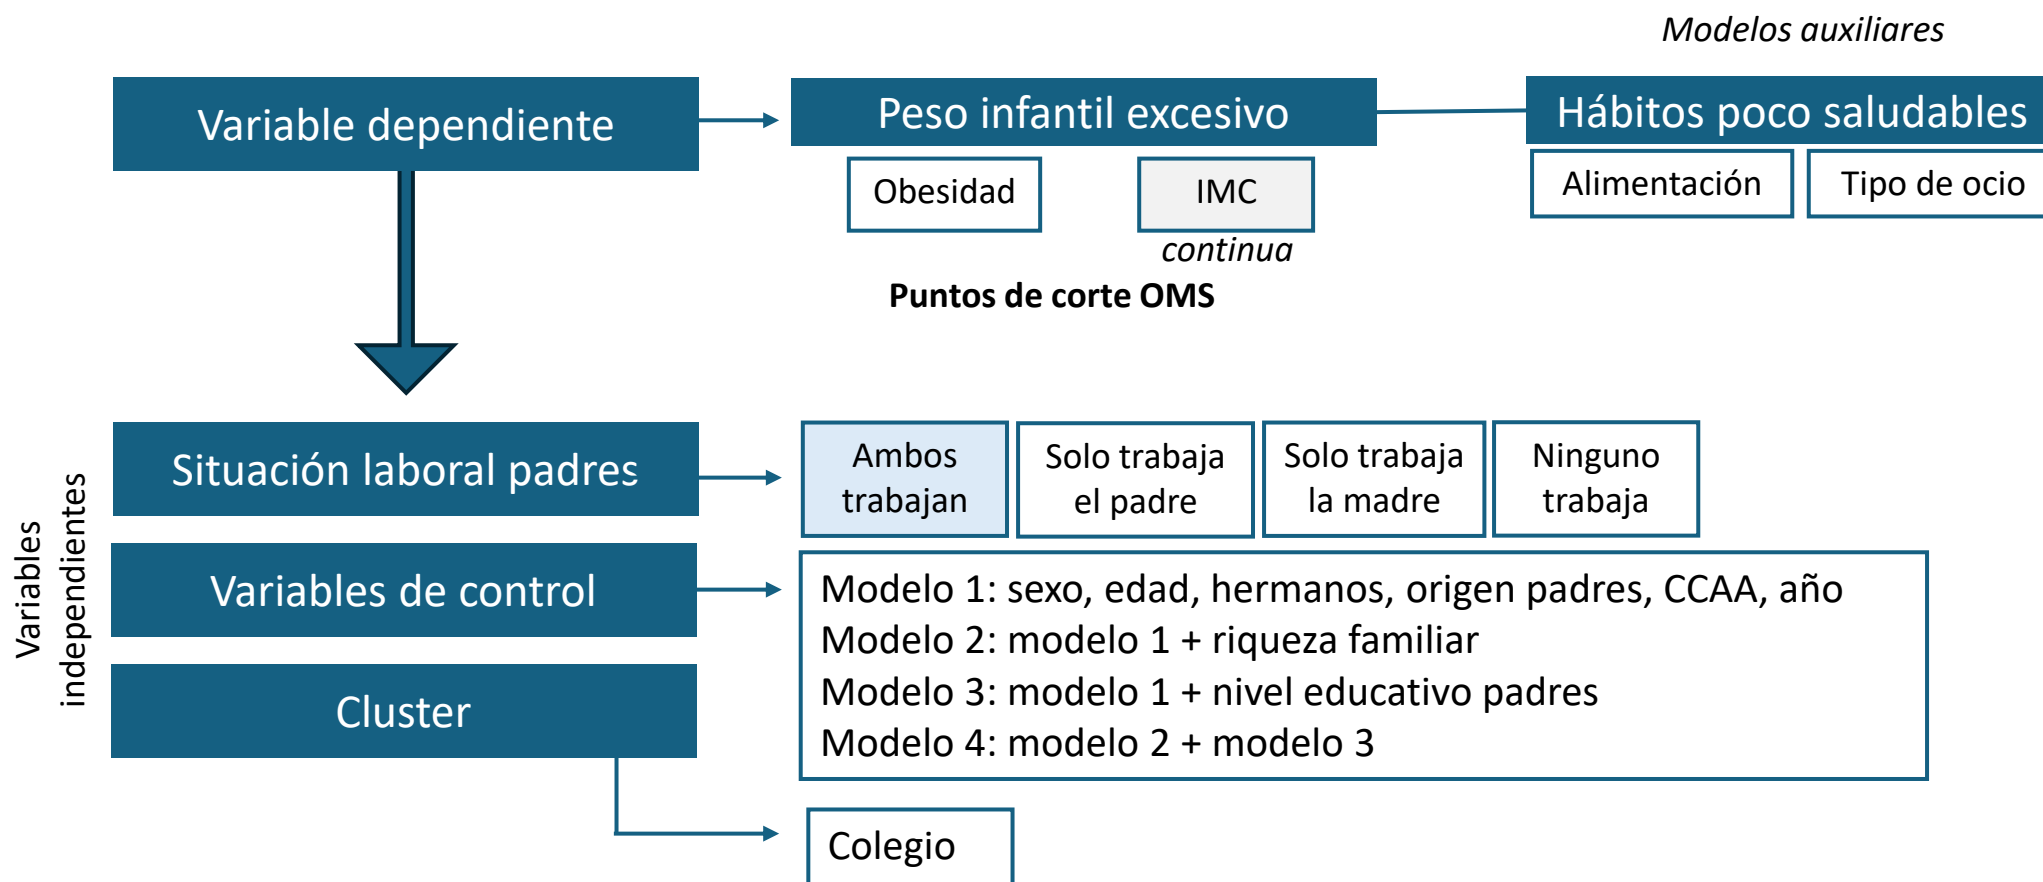 Modelos auxiliares
Variable dependiente
Peso infantil excesivo
Hábitos poco saludables
Obesidad
IMC
continua
Alimentación
Tipo de ocio
Puntos de corte OMS
Variables
independientes
Situación laboral padres
Ambos
trabajan
Solo trabaja
el padre
Solo trabaja
la madre
Ninguno
trabaja
Variables de control
Modelo 1: sexo, edad, hermanos, origen padres, CCAA, año
Modelo 2: modelo 1 + riqueza familiar
Modelo 3: modelo 1 + nivel educativo padres
Modelo 4: modelo 2 + modelo 3
Cluster
Colegio